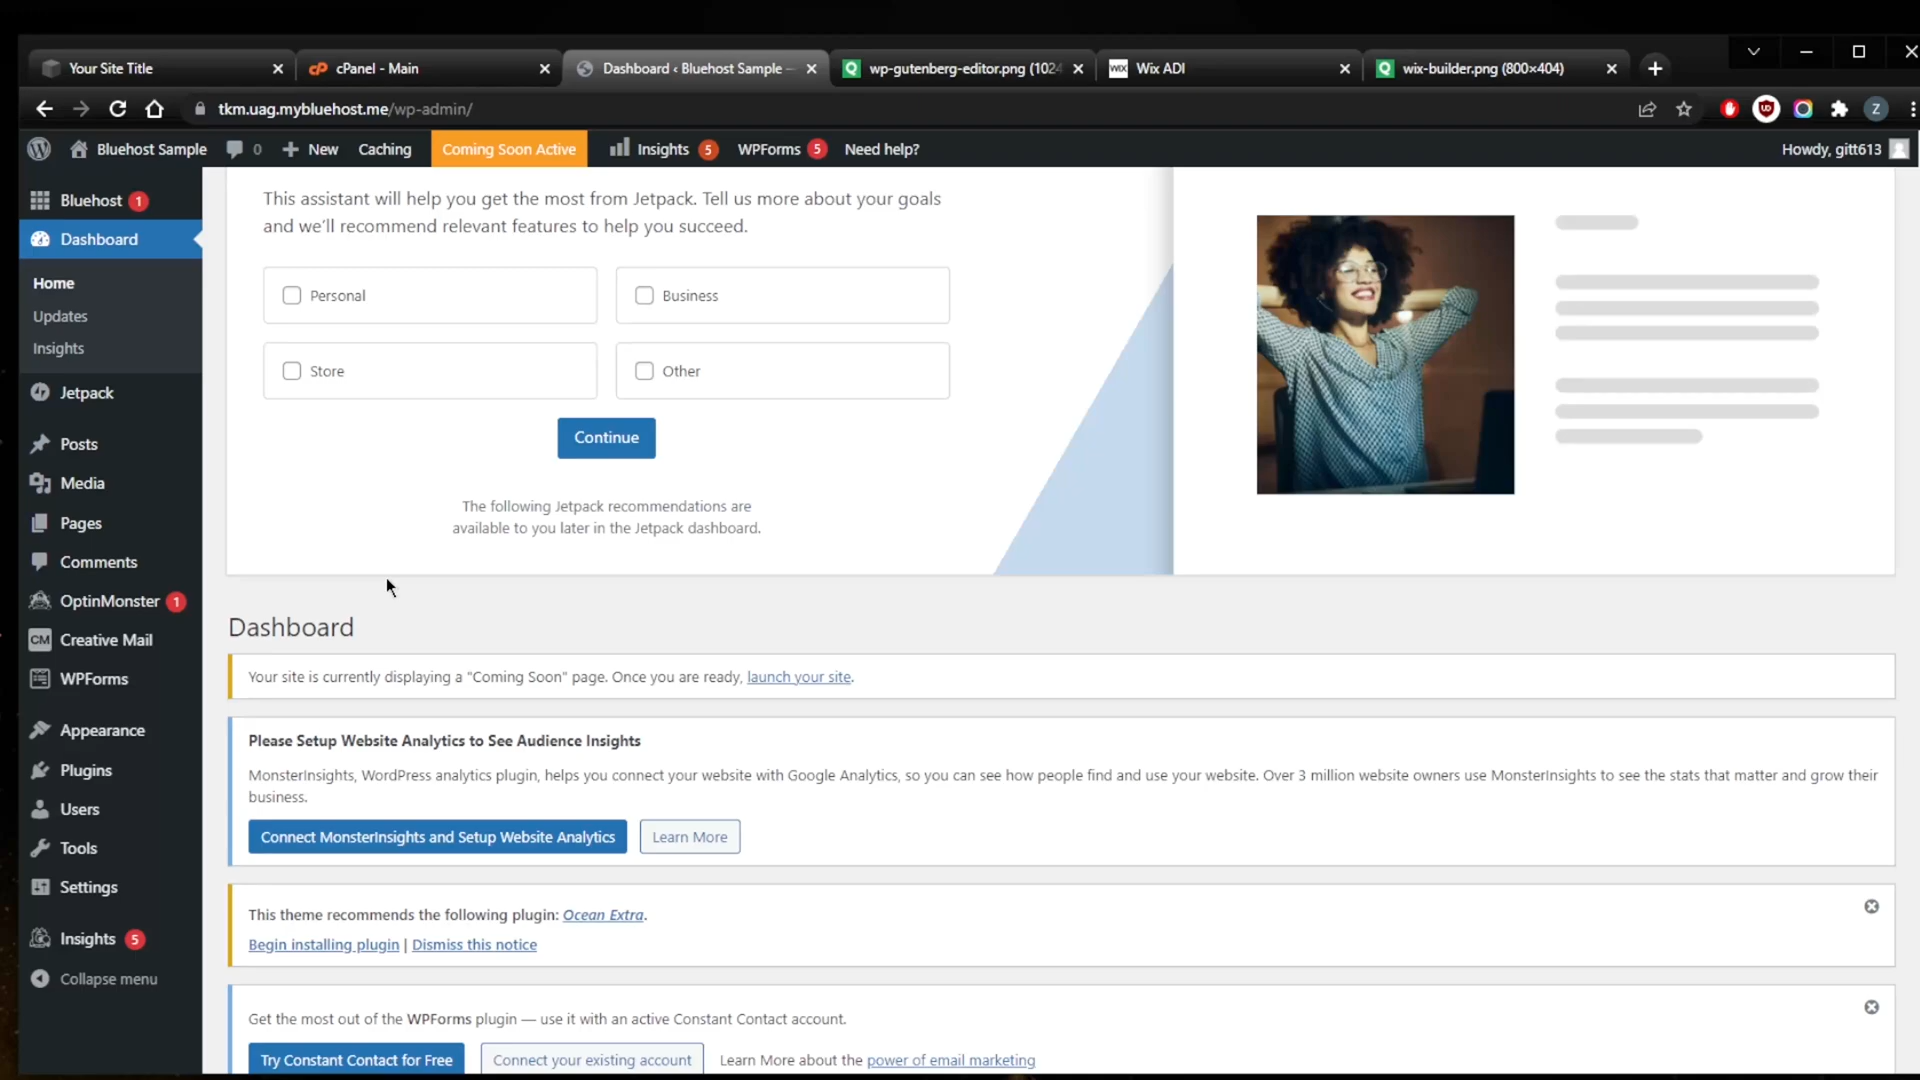 Your Site Title
cPanel - Main
Dashboard ‹ Bluehost Sample —
wp-gutenberg-editor.png (1024
WIX Wix ADI
wix-builder.png (800×404)
tkm.uag.mybluehost.me/wp-admin/
Z
Bluehost Sample
0
New
Caching
Coming Soon Active
Insights 5
WPForms 5
Need help?
Howdy, gitt613
Bluehost 1
Dashboard
Home
Updates
Insights
Jetpack
Posts
Media
Pages
Comments
OptinMonster 1
CM Creative Mail
WPForms
Appearance
Plugins
Users
Tools
Settings
Insights 5
Collapse menu
This assistant will help you get the most from Jetpack. Tell us more about your goals
and we'll recommend relevant features to help you succeed.
Personal
Business
Store
Other
Continue
The following Jetpack recommendations are
available to you later in the Jetpack dashboard.
Dashboard
Your site is currently displaying a "Coming Soon" page. Once you are ready, launch your site.
Please Setup Website Analytics to See Audience Insights
MonsterInsights, WordPress analytics plugin, helps you connect your website with Google Analytics, so you can see how people find and use your website. Over 3 million website owners use MonsterInsights to see the stats that matter and grow their
business.
Connect MonsterInsights and Setup Website Analytics
Learn More
This theme recommends the following plugin: Ocean Extra.
Begin installing plugin | Dismiss this notice
Get the most out of the WPForms plugin — use it with an active Constant Contact account.
Try Constant Contact for Free
Connect your existing account
Learn More about the power of email marketing